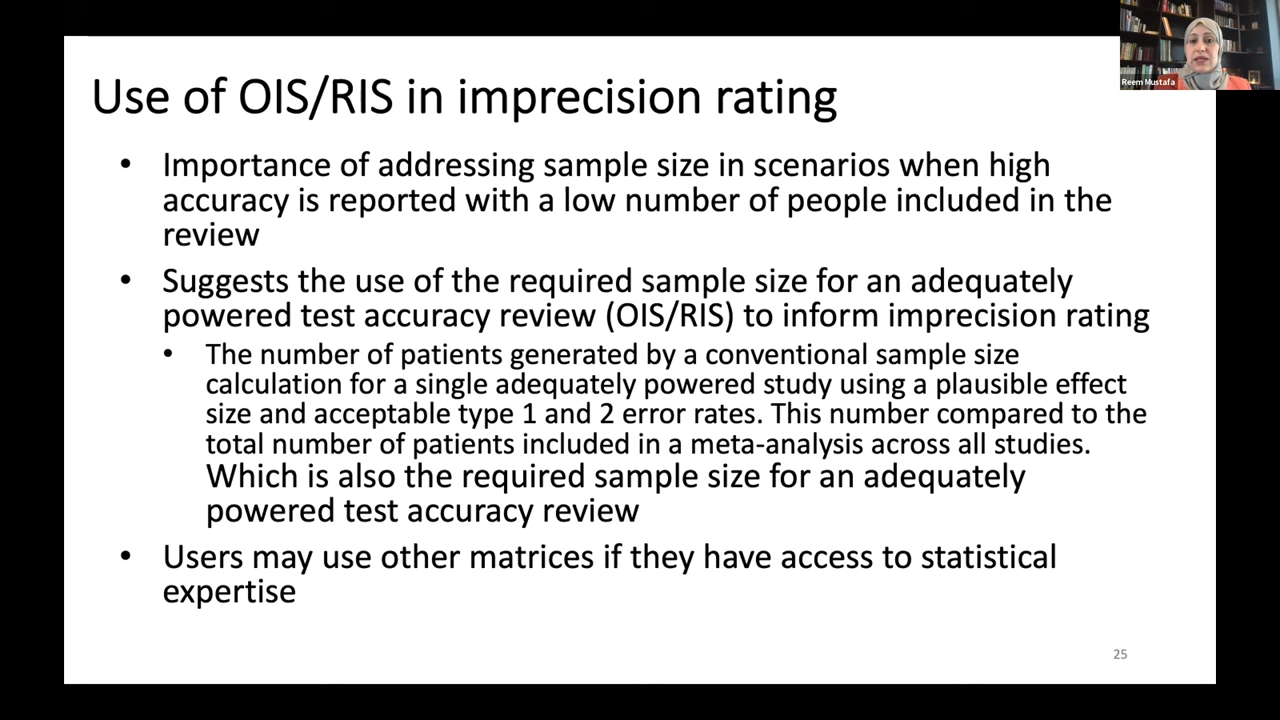 Reem Mustafa
Use of OIS/RIS in imprecision rating
• Importance of addressing sample size in scenarios when high
accuracy is reported with a low number of people included in the
review
• Suggests the use of the required sample size for an adequately
powered test accuracy review (OIS/RIS) to inform imprecision rating
• The number of patients generated by a conventional sample size
calculation for a single adequately powered study using a plausible effect
size and acceptable type 1 and 2 error rates. This number compared to the
total number of patients included in a meta-analysis across all studies.
Which is also the required sample size for an adequately
powered test accuracy review
• Users may use other matrices if they have access to statistical
expertise
25